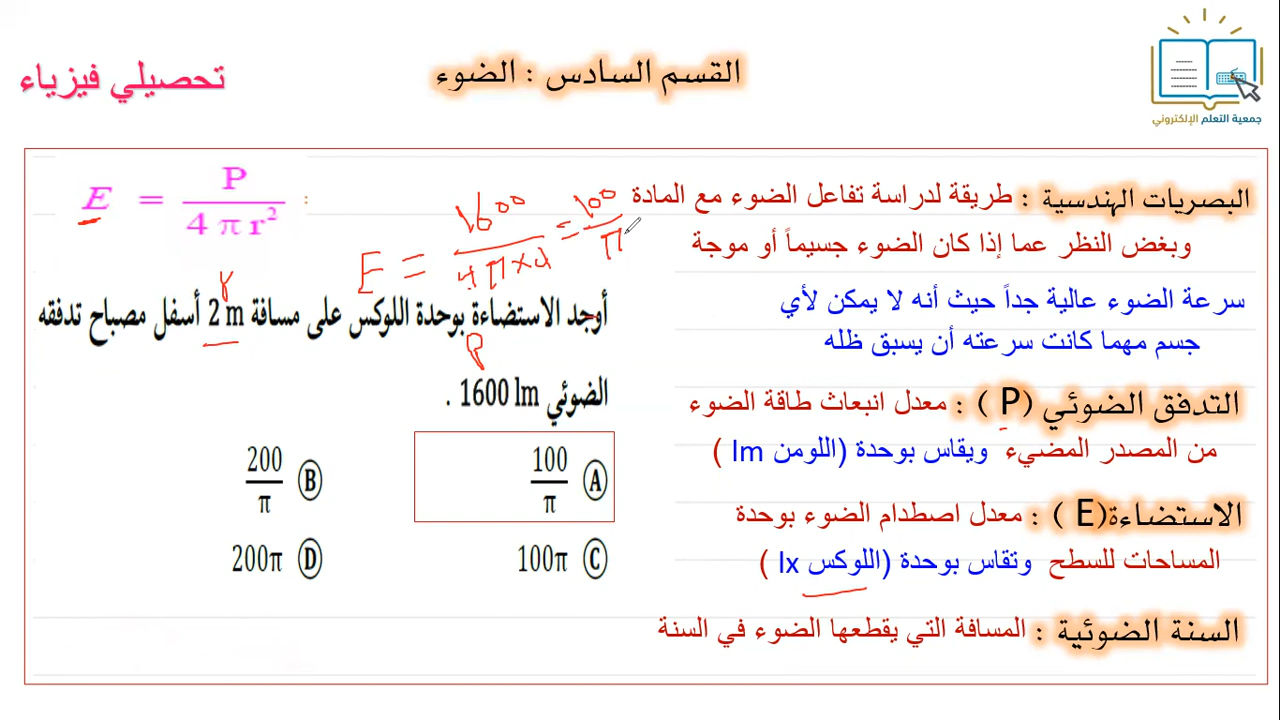 القسم السادس : الضوء
تحصيلي فيزياء
جمعية التعلم الإلكتروني
البصريات الهندسية : طريقة لدراسة تفاعل الضوء مع المادة
وبغض النظر عما إذا كان الضوء جسيماً أو موجة
سرعة الضوء عالية جداً حيث أنه لا يمكن لأي
جسم مهما كانت سرعته أن يسبق ظله
التدفق الضوئي (P) : معدل انبعاث طاقة الضوء
من المصدر المضيء ويقاس بوحدة (اللومن lm )
الاستضاءة(E) : معدل اصطدام الضوء بوحدة
المساحات للسطح وتقاس بوحدة (اللوكس lx )
السنة الضوئية : المسافة التي يقطعها الضوء في السنة
E = P / 4 π r²
E = 1600 / 4π×4 = 100 / π
r
أوجد الاستضاءة بوحدة اللوكس على مسافة 2 m أسفل مصباح تدفقه
P
الضوئي 1600 lm .
A 100/π
B 200/π
C 100π
D 200π